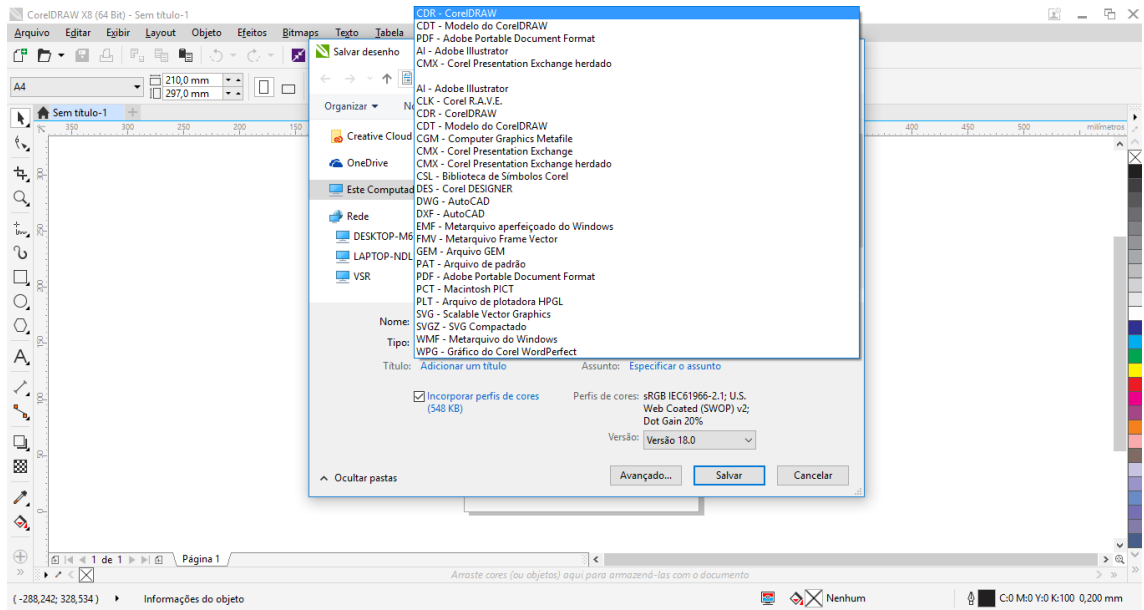 CorelDRAW X8 (64 Bit) - Sem título-1
Arquivo Editar Exibir Layout Objeto Efeitos Bitmaps Texto Tabela
A4
210,0 mm
297,0 mm
Sem título-1
350 300 250 200 150 400 450 500 milímetros
300
250
200
150
100
50
0
Salvar desenho
Organizar
Creative Cloud
OneDrive
Este Computad
Rede
DESKTOP-M6
LAPTOP-NDL
VSR
CDR - CorelDRAW
CDT - Modelo do CorelDRAW
PDF - Adobe Portable Document Format
AI - Adobe Illustrator
CMX - Corel Presentation Exchange herdado
AI - Adobe Illustrator
CLK - Corel R.A.V.E.
CDR - CorelDRAW
CDT - Modelo do CorelDRAW
CGM - Computer Graphics Metafile
CMX - Corel Presentation Exchange
CMX - Corel Presentation Exchange herdado
CSL - Biblioteca de Símbolos Corel
DES - Corel DESIGNER
DWG - AutoCAD
DXF - AutoCAD
EMF - Metarquivo aperfeiçoado do Windows
FMV - Metarquivo Frame Vector
GEM - Arquivo GEM
PAT - Arquivo de padrão
PDF - Adobe Portable Document Format
PCT - Macintosh PICT
PLT - Arquivo de plotadora HPGL
SVG - Scalable Vector Graphics
SVGZ - SVG Compactado
WMF - Metarquivo do Windows
WPG - Gráfico do Corel WordPerfect
Nome:
Tipo:
Título: Adicionar um título Assunto: Especificar o assunto
Incorporar perfis de cores
(548 KB)
Perfis de cores: sRGB IEC61966-2.1; U.S.
Web Coated (SWOP) v2;
Dot Gain 20%
Versão: Versão 18.0
Ocultar pastas Avançado... Salvar Cancelar
1 de 1 Página 1
Arraste cores (ou objetos) aqui para armazená-las com o documento
( -288,242; 328,534 ) Informações do objeto Nenhum C:0 M:0 Y:0 K:100 0,200 mm